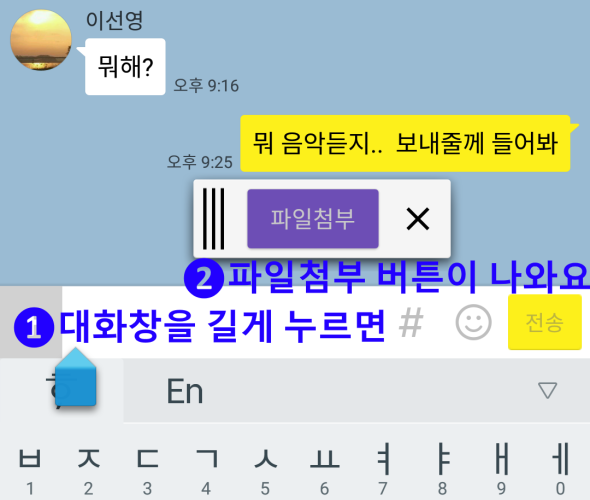 이선영
뭐해?
오후 9:16
뭐 음악듣지.. 보내줄께 들어봐
오후 9:25
파일첨부
❷파일첨부 버튼이 나와요
❶대화창을 길게 누르면
# 전송
En
ㅂ ㅈ ㄷ ㄱ ㅅ ㅛ ㅕ ㅑ ㅐ ㅔ
1 2 3 4 5 6 7 8 9 0